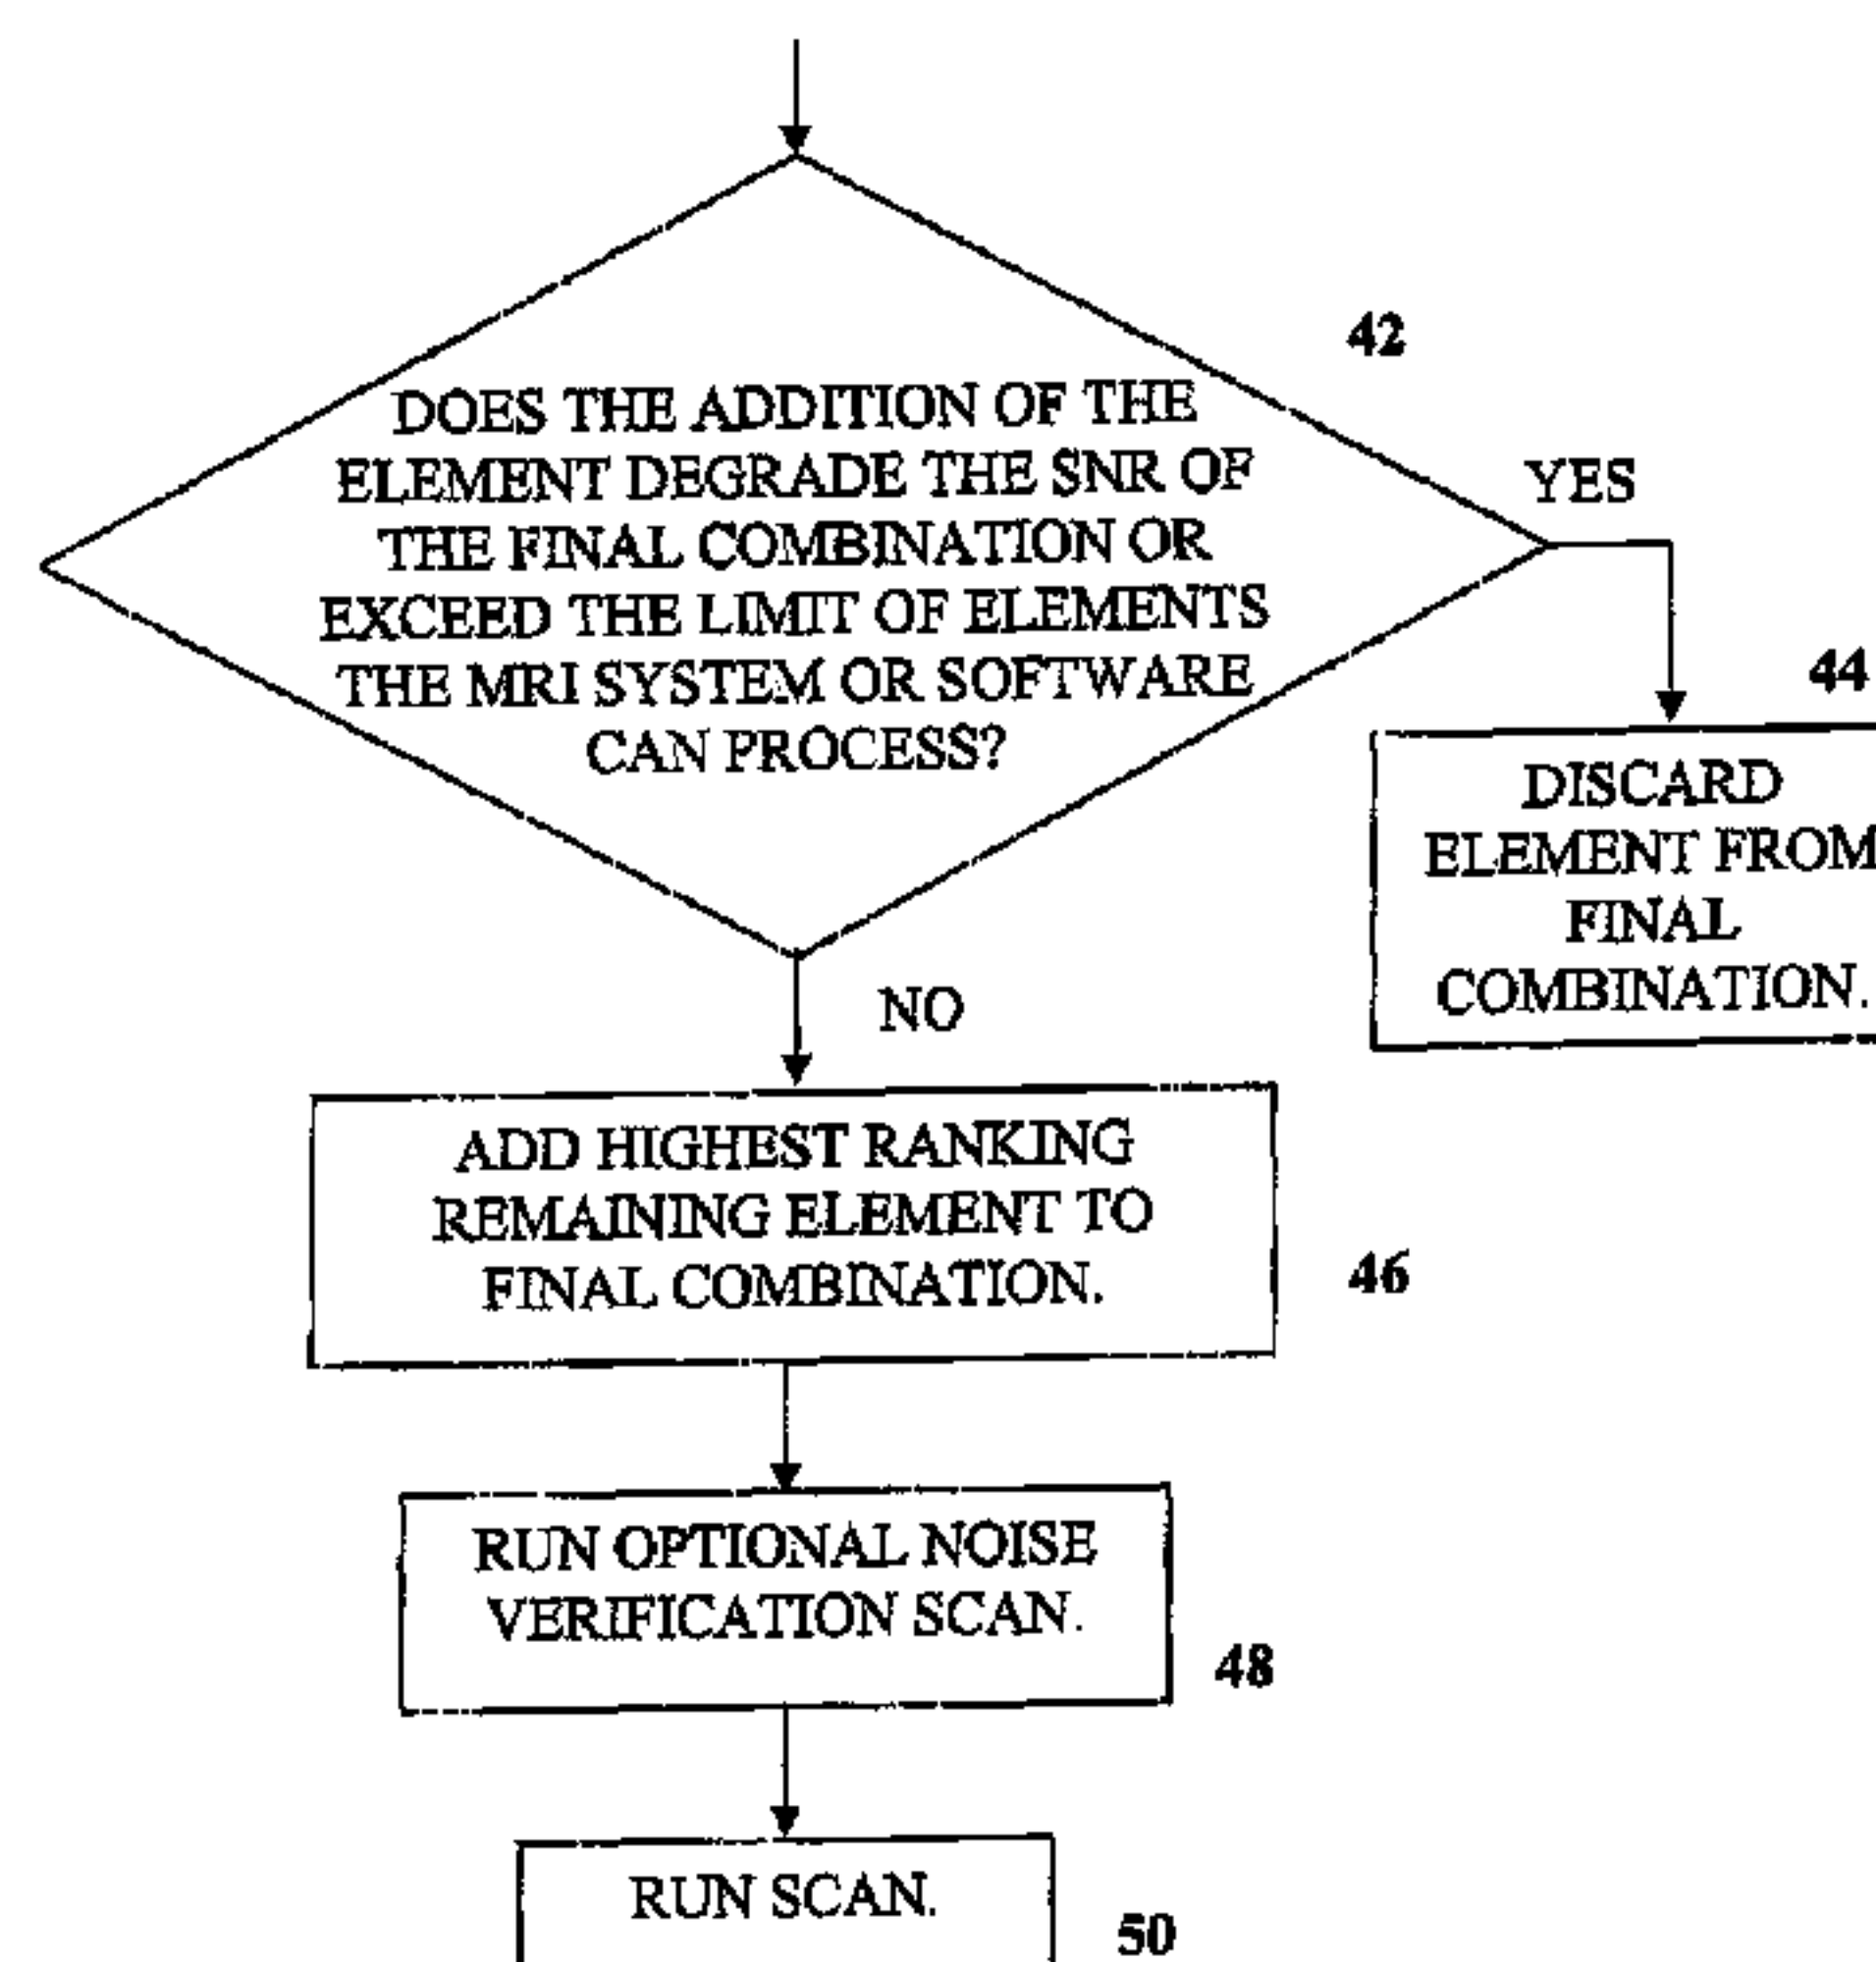 42
DOES THE ADDITION OF THE
ELEMENT DEGRADE THE SNR OF
THE FINAL COMBINATION OR
EXCEED THE LIMIT OF ELEMENTS
THE MRI SYSTEM OR SOFTWARE
CAN PROCESS?
YES
44
DISCARD
ELEMENT FROM
FINAL
COMBINATION.
NO
ADD HIGHEST RANKING
REMAINING ELEMENT TO
FINAL COMBINATION.
46
RUN OPTIONAL NOISE
VERIFICATION SCAN.
48
RUN SCAN.
50